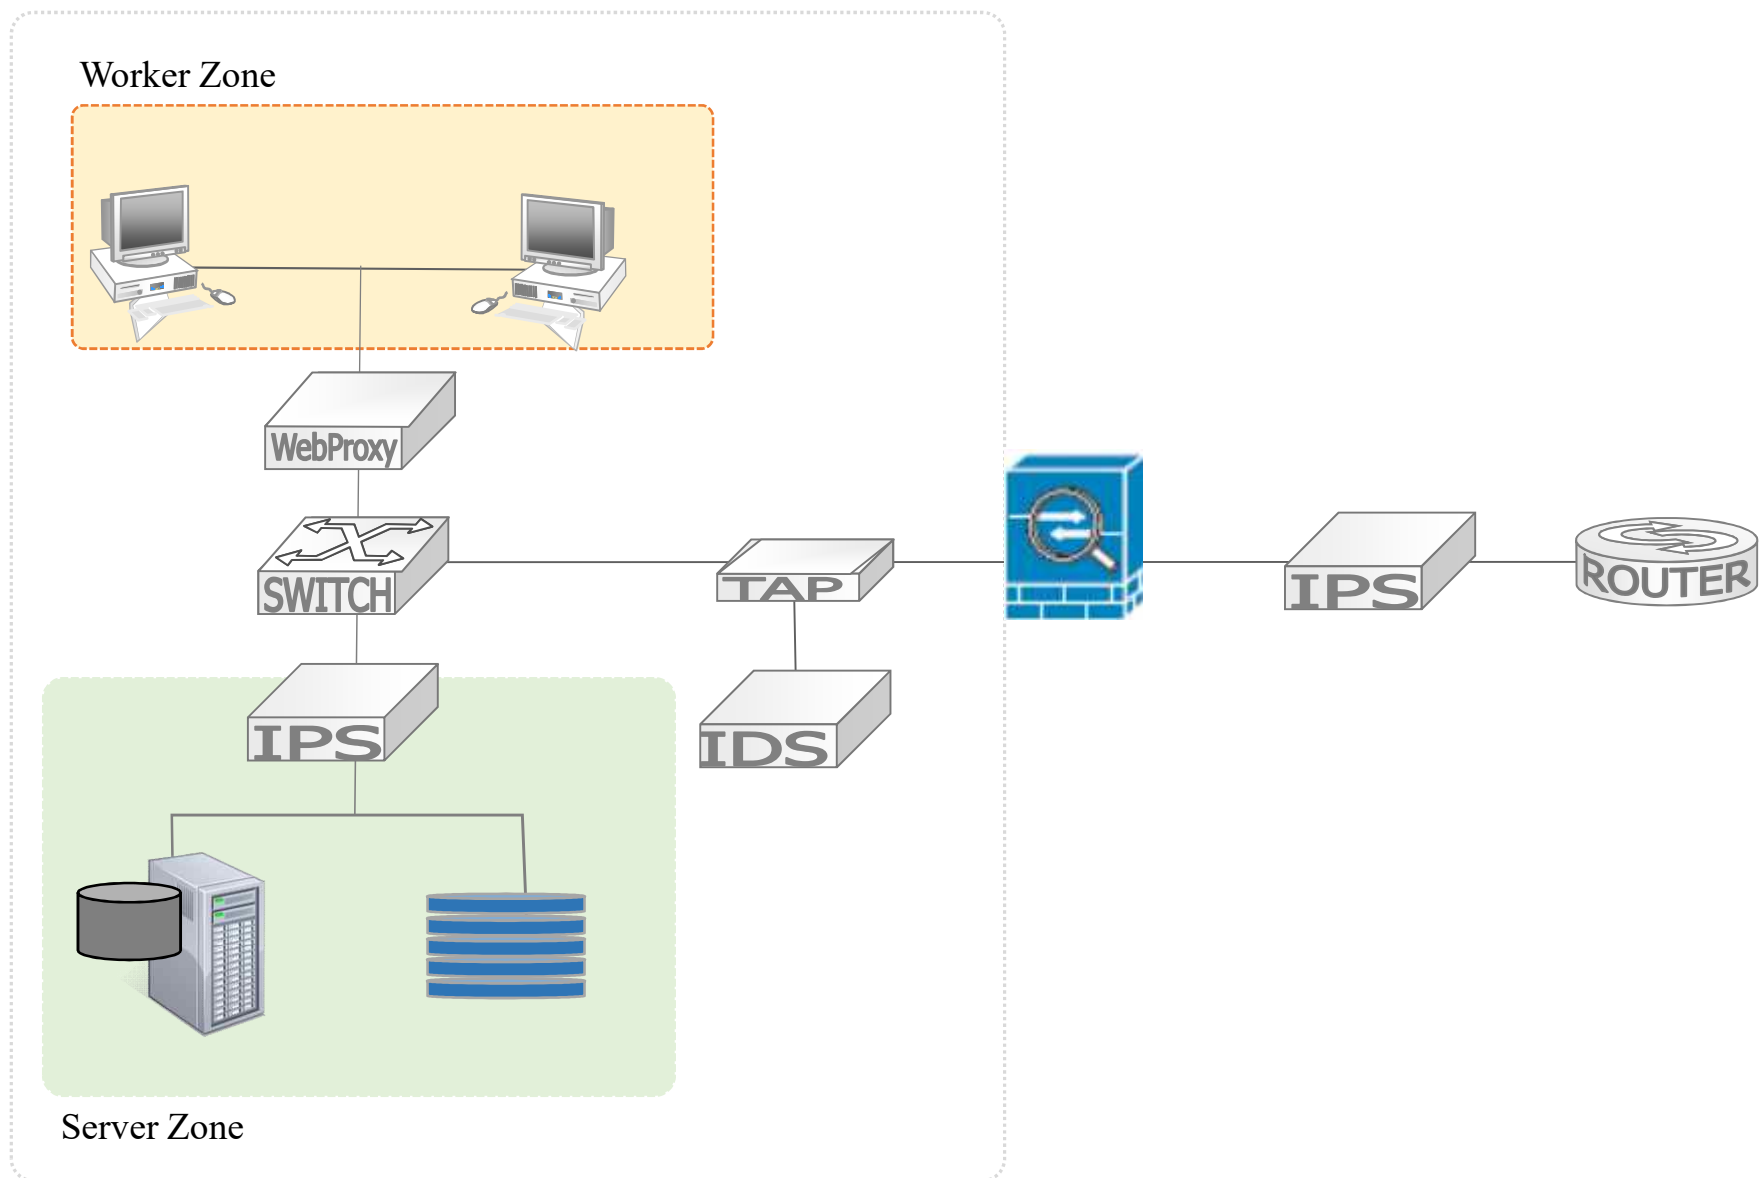 Worker Zone
WebProxy
SWITCH
TAP
IPS
ROUTER
IPS
IDS
Server Zone